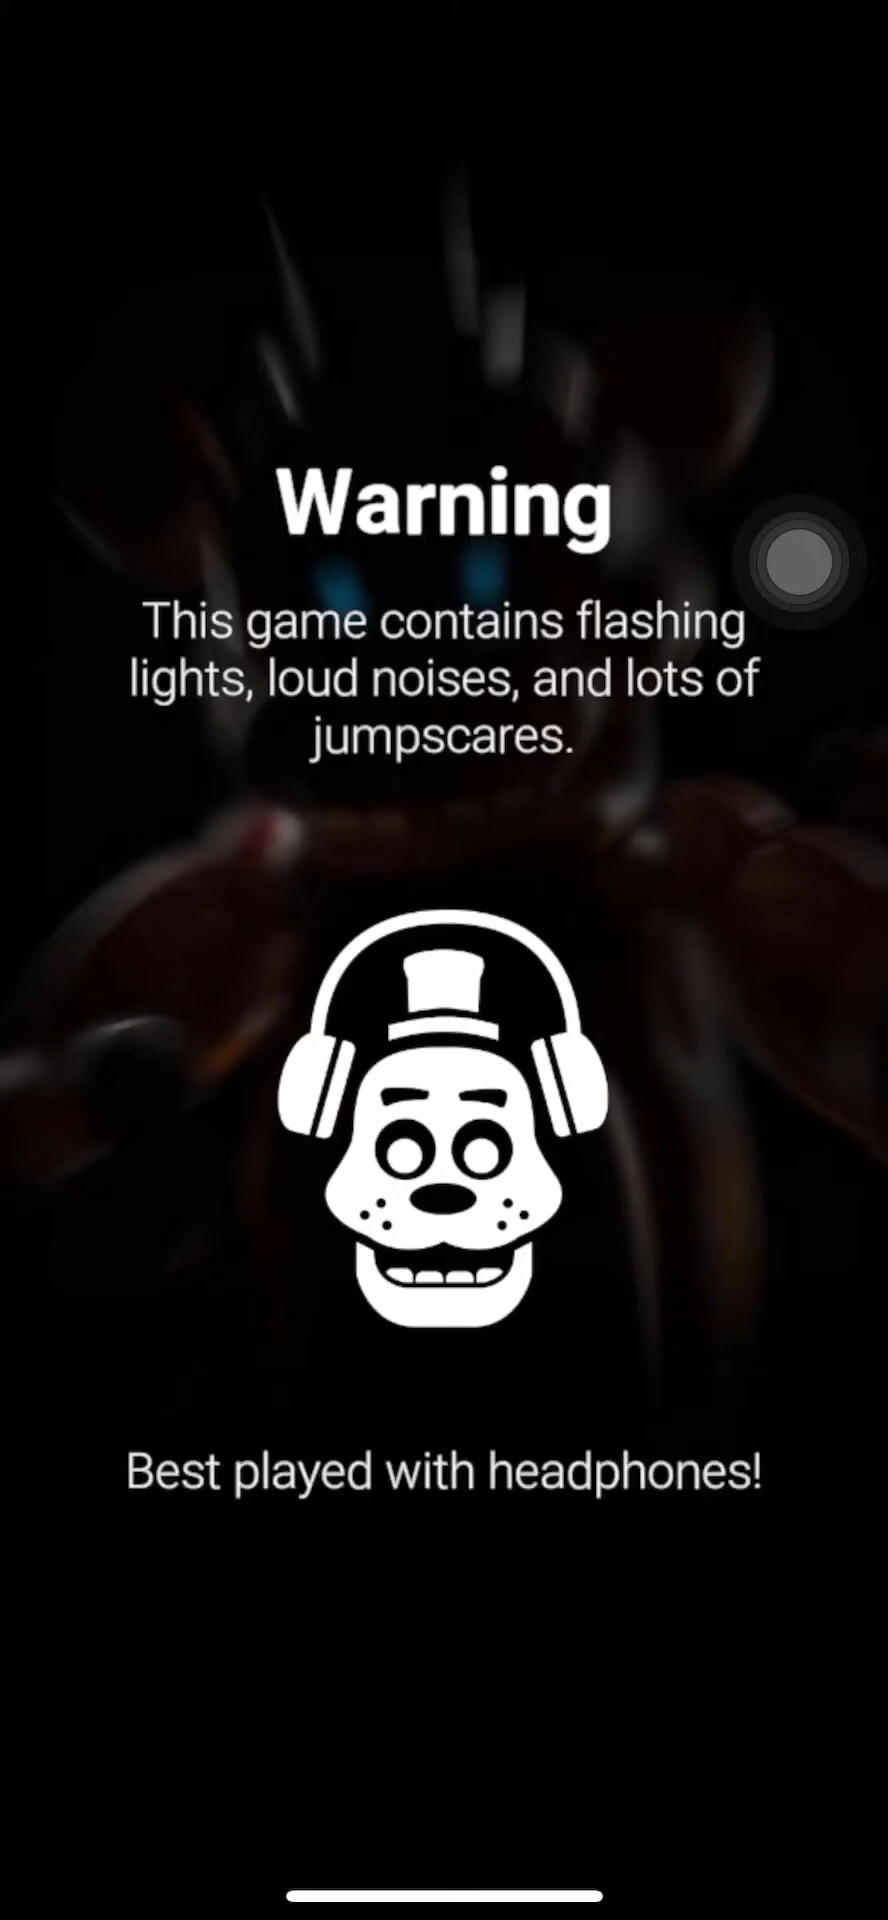 Warning
This game contains flashing
lights, loud noises, and lots of
jumpscares.
Best played with headphones!